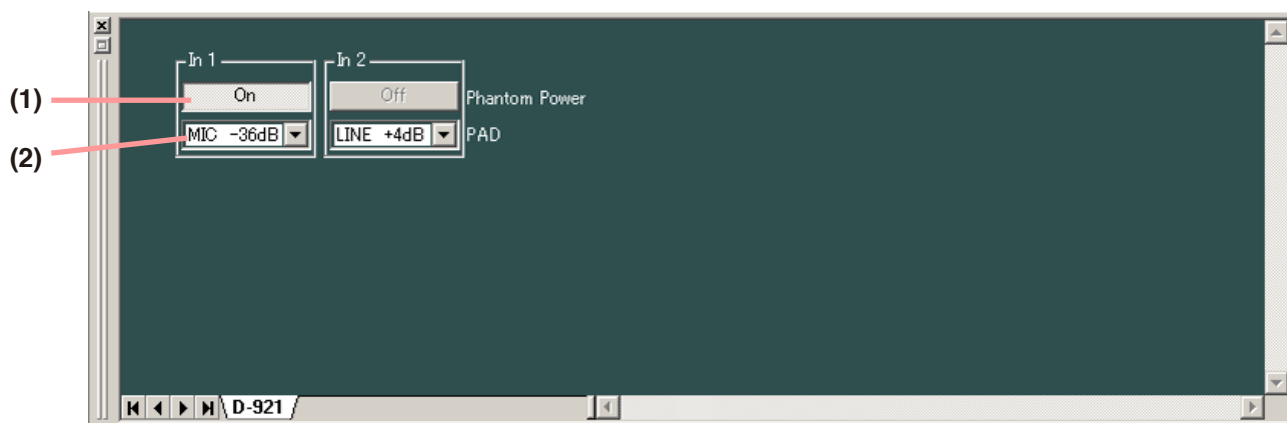 In 1 In 2
(1) On Off Phantom Power
(2) MIC -36dB LINE +4dB PAD
D-921